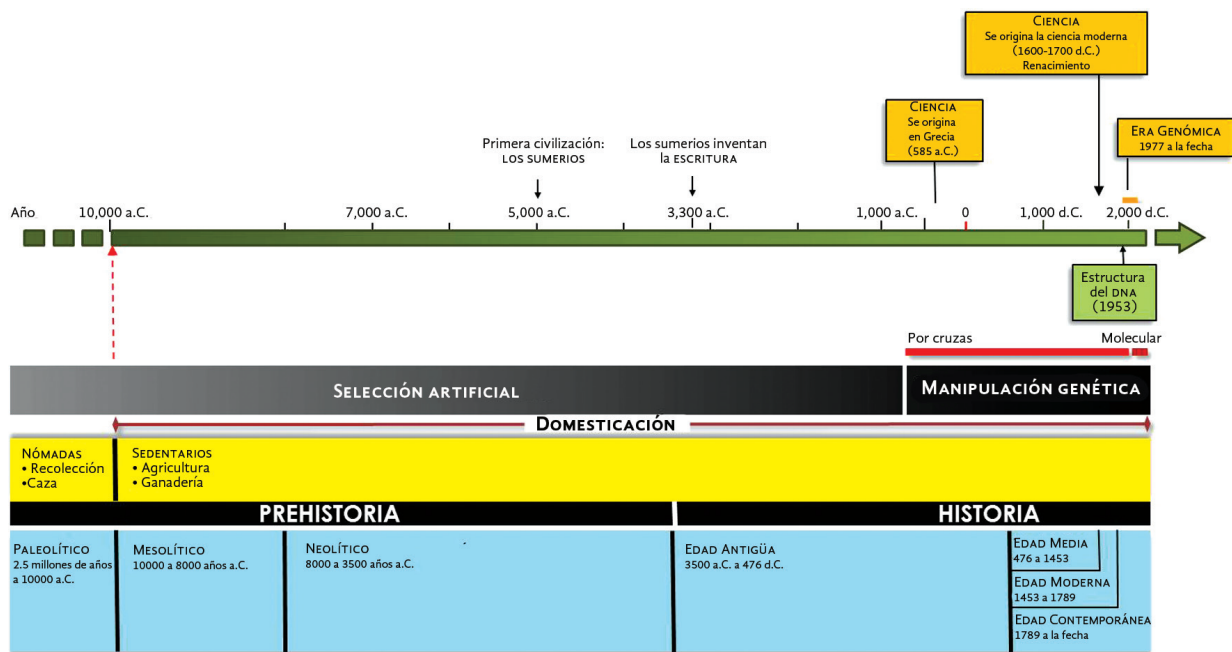 CIENCIA
Se origina la ciencia moderna
(1600-1700 d.C.)
Renacimiento
CIENCIA
Se origina
en Grecia
(585 a.C.)
ERA GENÓMICA
1977 a la fecha
Primera civilización:
LOS SUMERIOS
Los sumerios inventan
la ESCRITURA
Año
10,000 a.C.
7,000 a.C.
5,000 a.C.
3,300 a.C.
1,000 a.C.
0
1,000 d.C.
2,000 d.C.
Estructura
del DNA
(1953)
Por cruzas
Molecular
SELECCIÓN ARTIFICIAL
MANIPULACIÓN GENÉTICA
DOMESTICACIÓN
NÓMADAS
• Recolección
•Caza
SEDENTARIOS
• Agricultura
• Ganadería
PREHISTORIA
HISTORIA
PALEOLÍTICO
2.5 millones de años
a 10000 a.C.
MESOLÍTICO
10000 a 8000 años a.C.
NEOLÍTICO
8000 a 3500 años a.C.
EDAD ANTIGÜA
3500 a.C. a 476 d.C.
EDAD MEDIA
476 a 1453
EDAD MODERNA
1453 a 1789
EDAD CONTEMPORÁNEA
1789 a la fecha